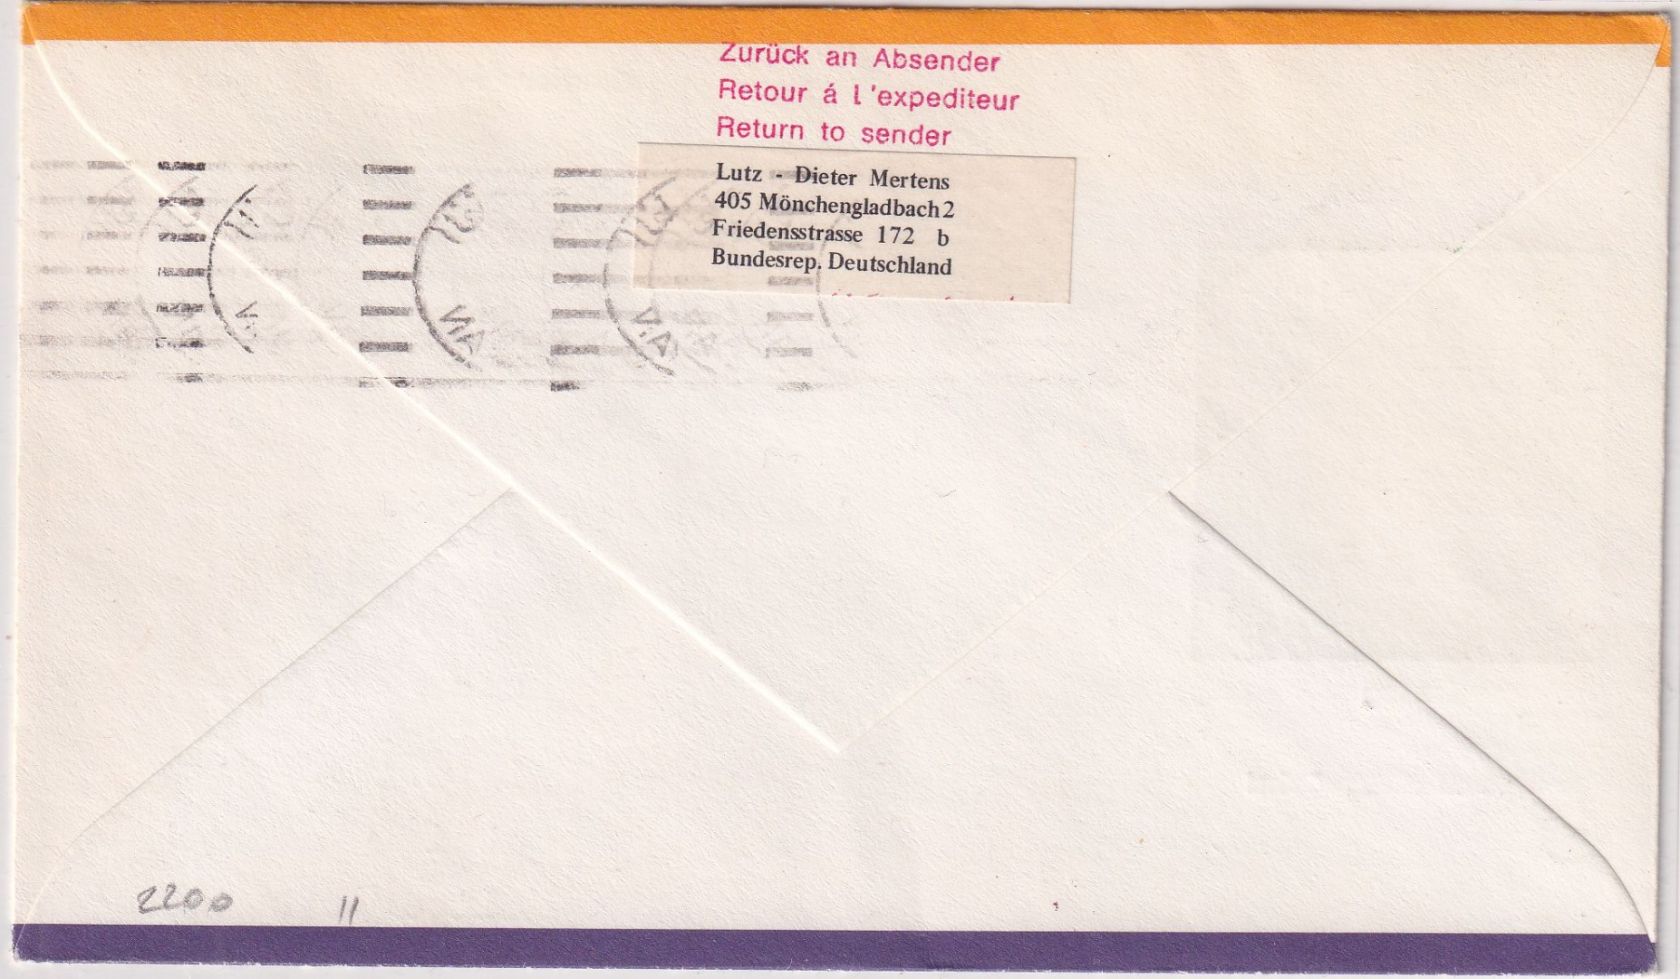 Zurück an Absender
Retour á l'expediteur
Return to sender
Lutz - Dieter Mertens
405 Mönchengladbach 2
Friedensstrasse 172 b
Bundesrep. Deutschland
2200 11